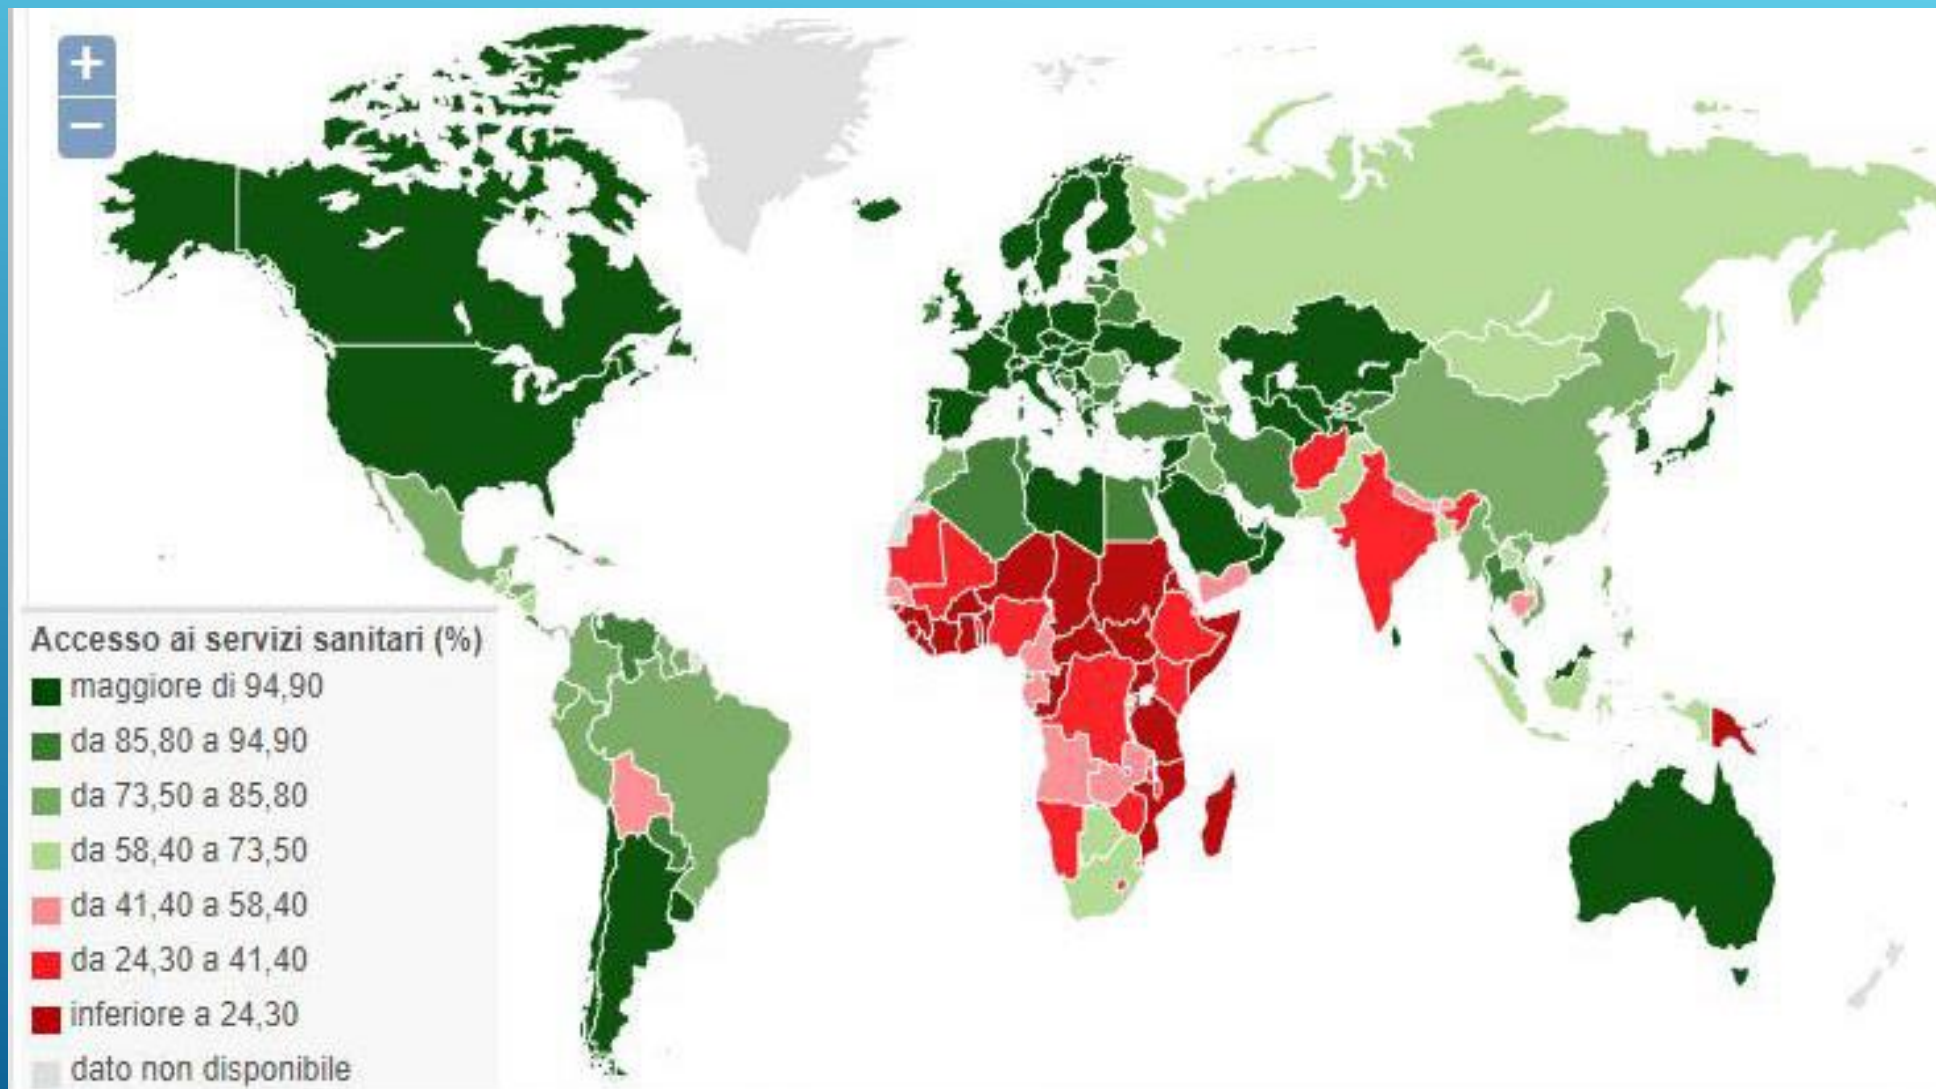 +
−
Accesso ai servizi sanitari (%)
maggiore di 94,90
da 85,80 a 94,90
da 73,50 a 85,80
da 58,40 a 73,50
da 41,40 a 58,40
da 24,30 a 41,40
inferiore a 24,30
dato non disponibile